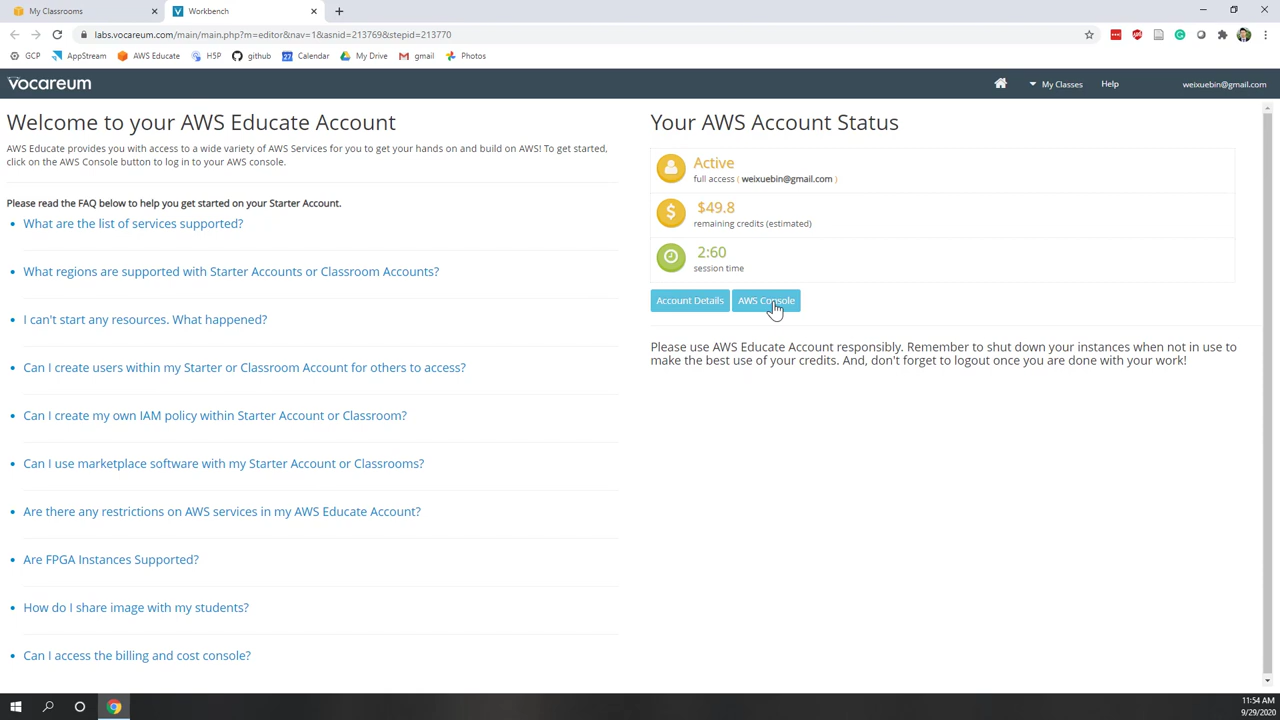 My Classrooms
Workbench
labs.vocareum.com/main/main.php?m=editor&nav=1&asnid=213769&stepid=213770
GCP
AppStream
AWS Educate
H5P
github
Calendar
My Drive
gmail
Photos
vocareum
My Classes
Help
weixuebin@gmail.com
Welcome to your AWS Educate Account
AWS Educate provides you with access to a wide variety of AWS Services for you to get your hands on and build on AWS! To get started,
click on the AWS Console button to log in to your AWS console.
Please read the FAQ below to help you get started on your Starter Account.
What are the list of services supported?
What regions are supported with Starter Accounts or Classroom Accounts?
I can't start any resources. What happened?
Can I create users within my Starter or Classroom Account for others to access?
Can I create my own IAM policy within Starter Account or Classroom?
Can I use marketplace software with my Starter Account or Classrooms?
Are there any restrictions on AWS services in my AWS Educate Account?
Are FPGA Instances Supported?
How do I share image with my students?
Can I access the billing and cost console?
Your AWS Account Status
Active
full access ( weixuebin@gmail.com )
$49.8
remaining credits (estimated)
2:60
session time
Account Details
AWS Console
Please use AWS Educate Account responsibly. Remember to shut down your instances when not in use to
make the best use of your credits. And, don't forget to logout once you are done with your work!
11:54 AM
9/29/2020